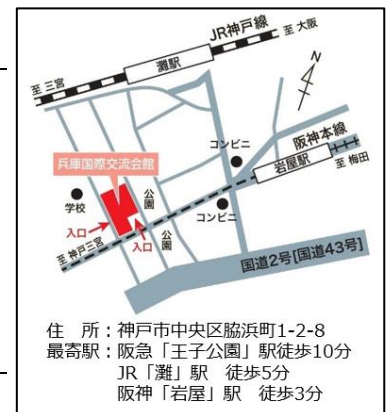 JR神戸線
至 大阪
灘駅
至 三宮
N
コンビニ
阪神本線
岩屋駅
至 梅田
兵庫国際交流会館
公園
学校
入口
入口
公園
コンビニ
至 神戸三宮
国道2号[国道43号]
住　所：神戸市中央区脇浜町1-2-8
最寄駅：阪急「王子公園」駅徒歩10分
JR「灘」駅　徒歩5分
阪神「岩屋」駅　徒歩3分